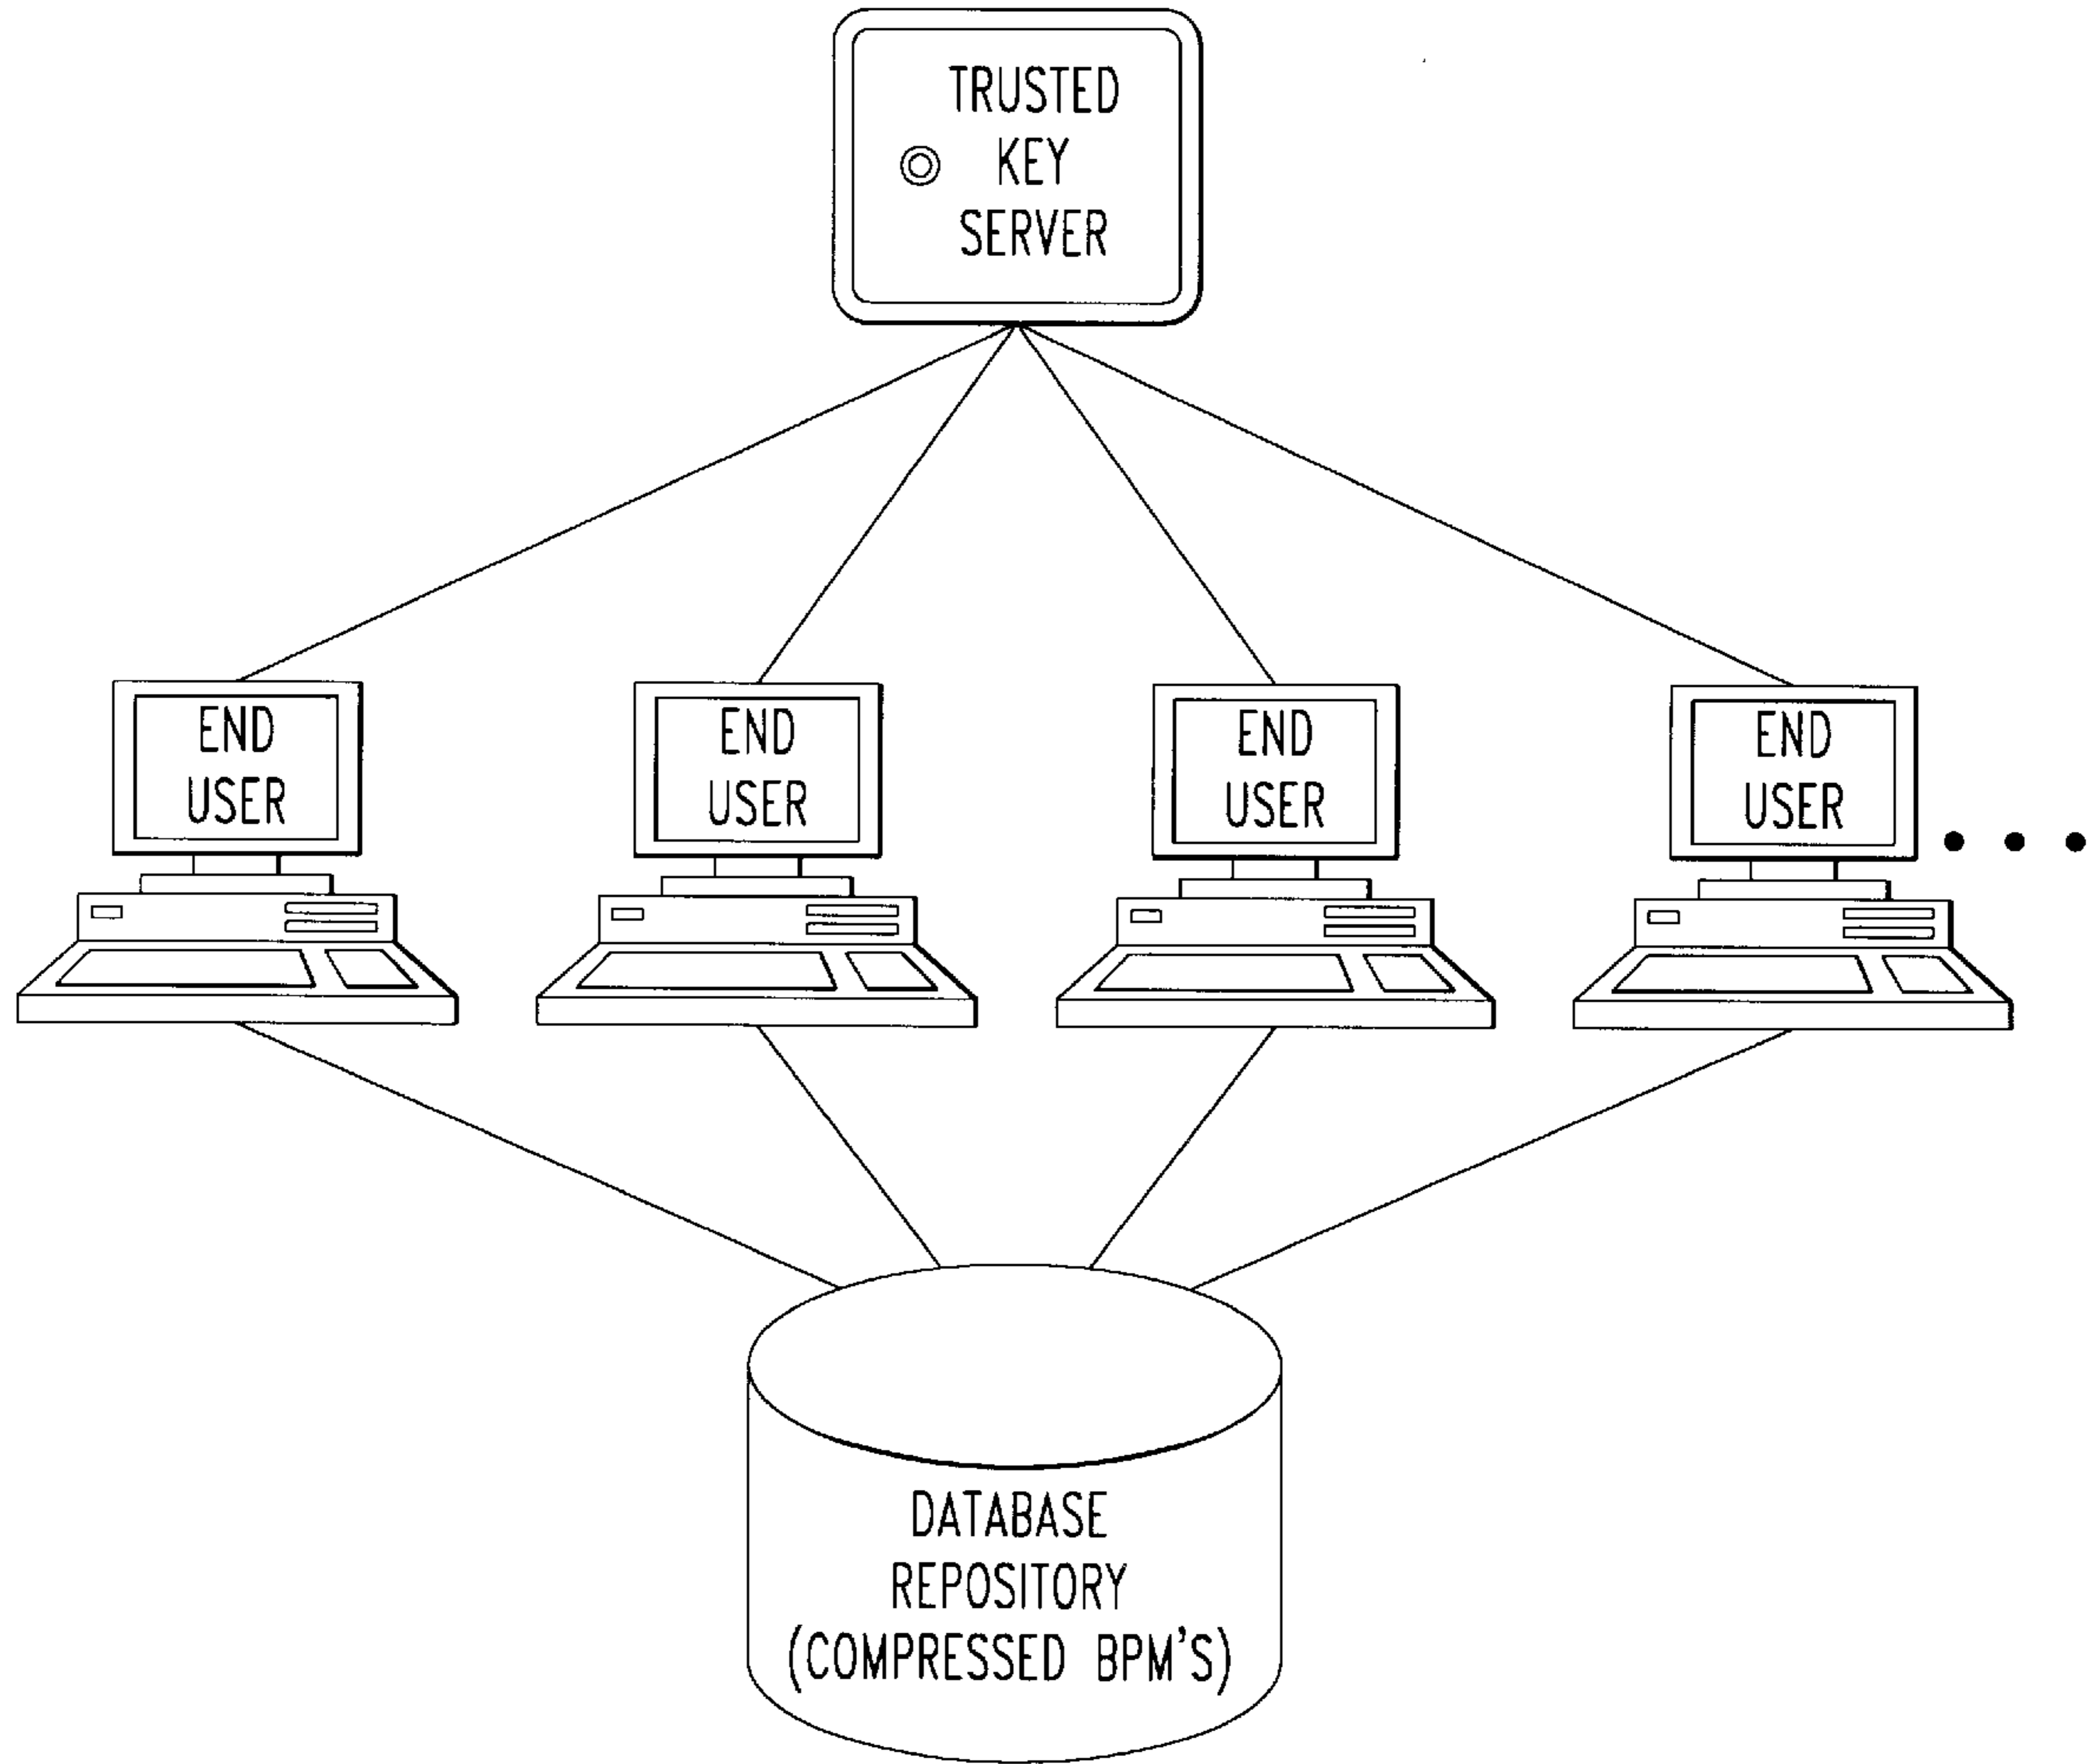 TRUSTED
KEY
SERVER
END
USER
END
USER
END
USER
END
USER
DATABASE
REPOSITORY
(COMPRESSED BPM'S)